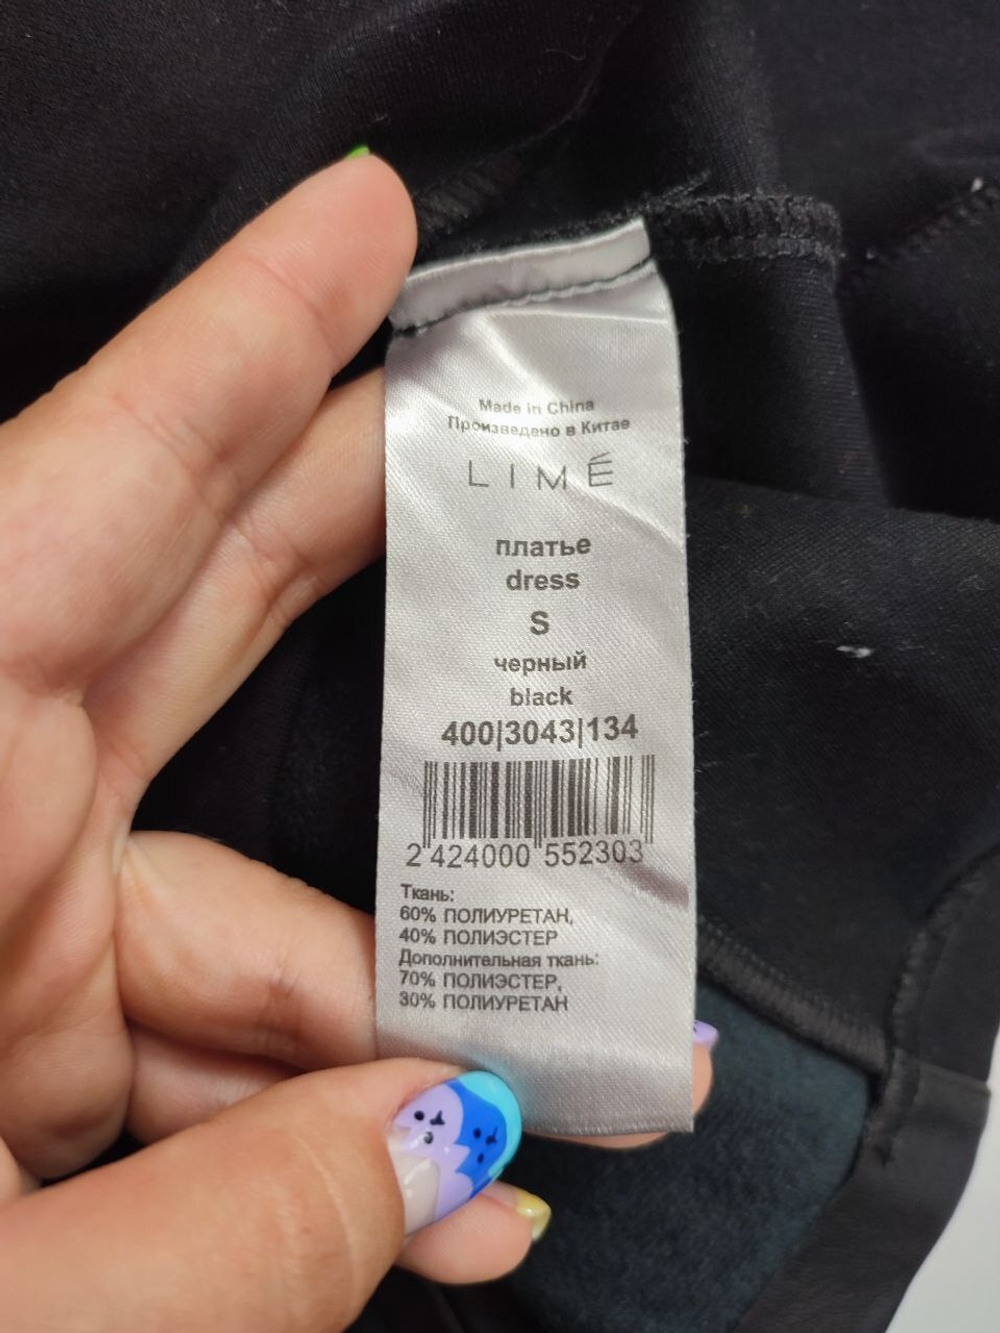 Made in China
Произведено в Китае
LIMÉ
платье
dress
S
черный
black
400|3043|134
2 424000 552303
Ткань:
60% ПОЛИУРЕТАН,
40% ПОЛИЭСТЕР
Дополнительная ткань:
70% ПОЛИЭСТЕР,
30% ПОЛИУРЕТАН